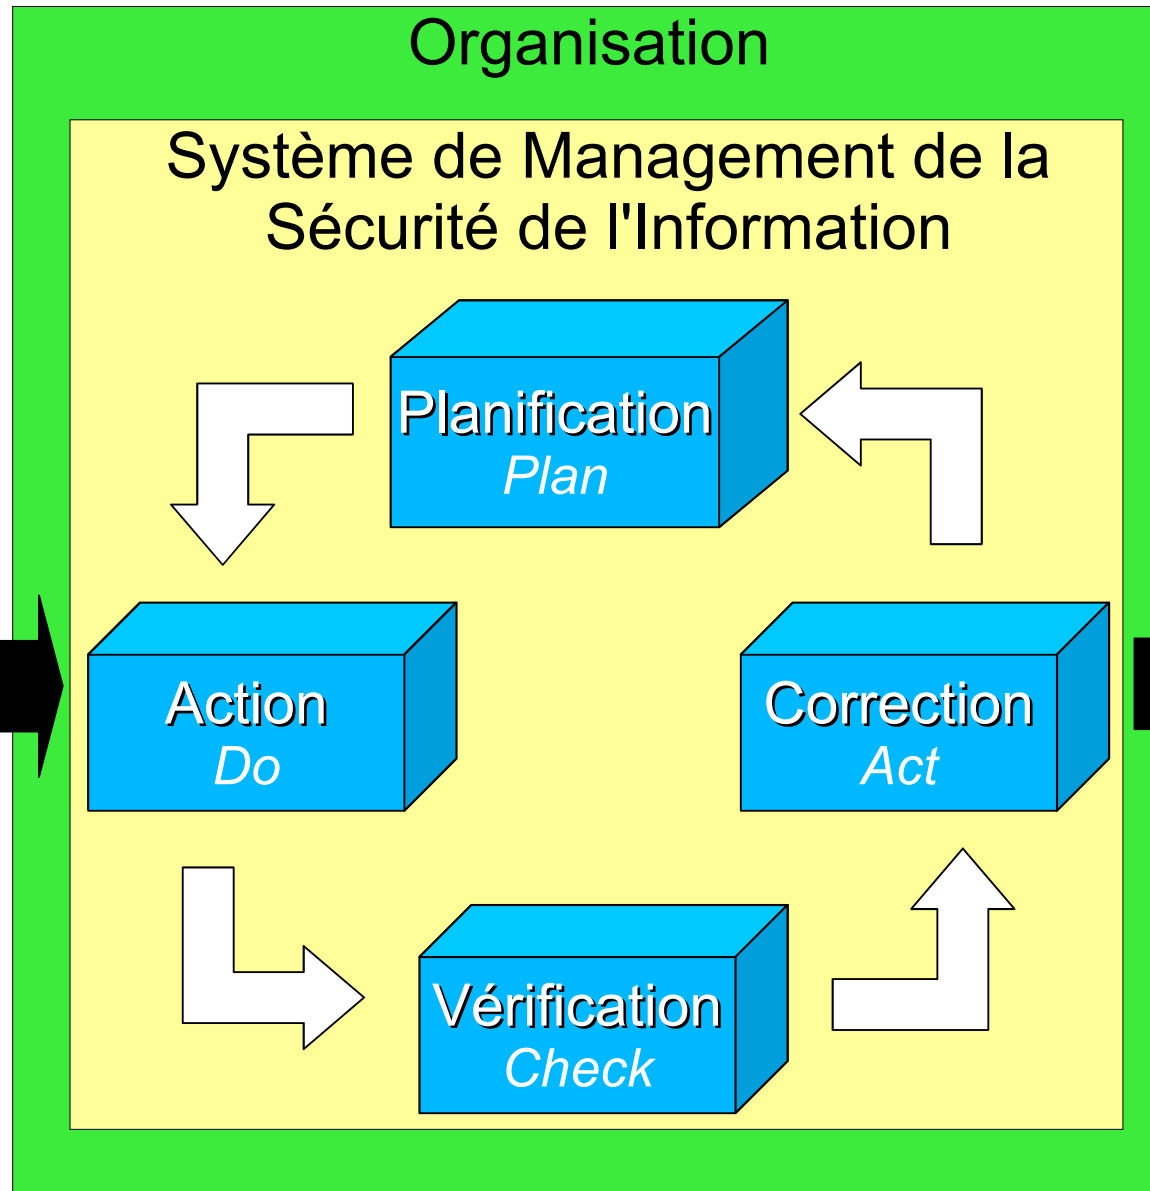 Organisation
Système de Management de la
Sécurité de l'Information
Planification
Plan
Action
Do
Correction
Act
Vérification
Check